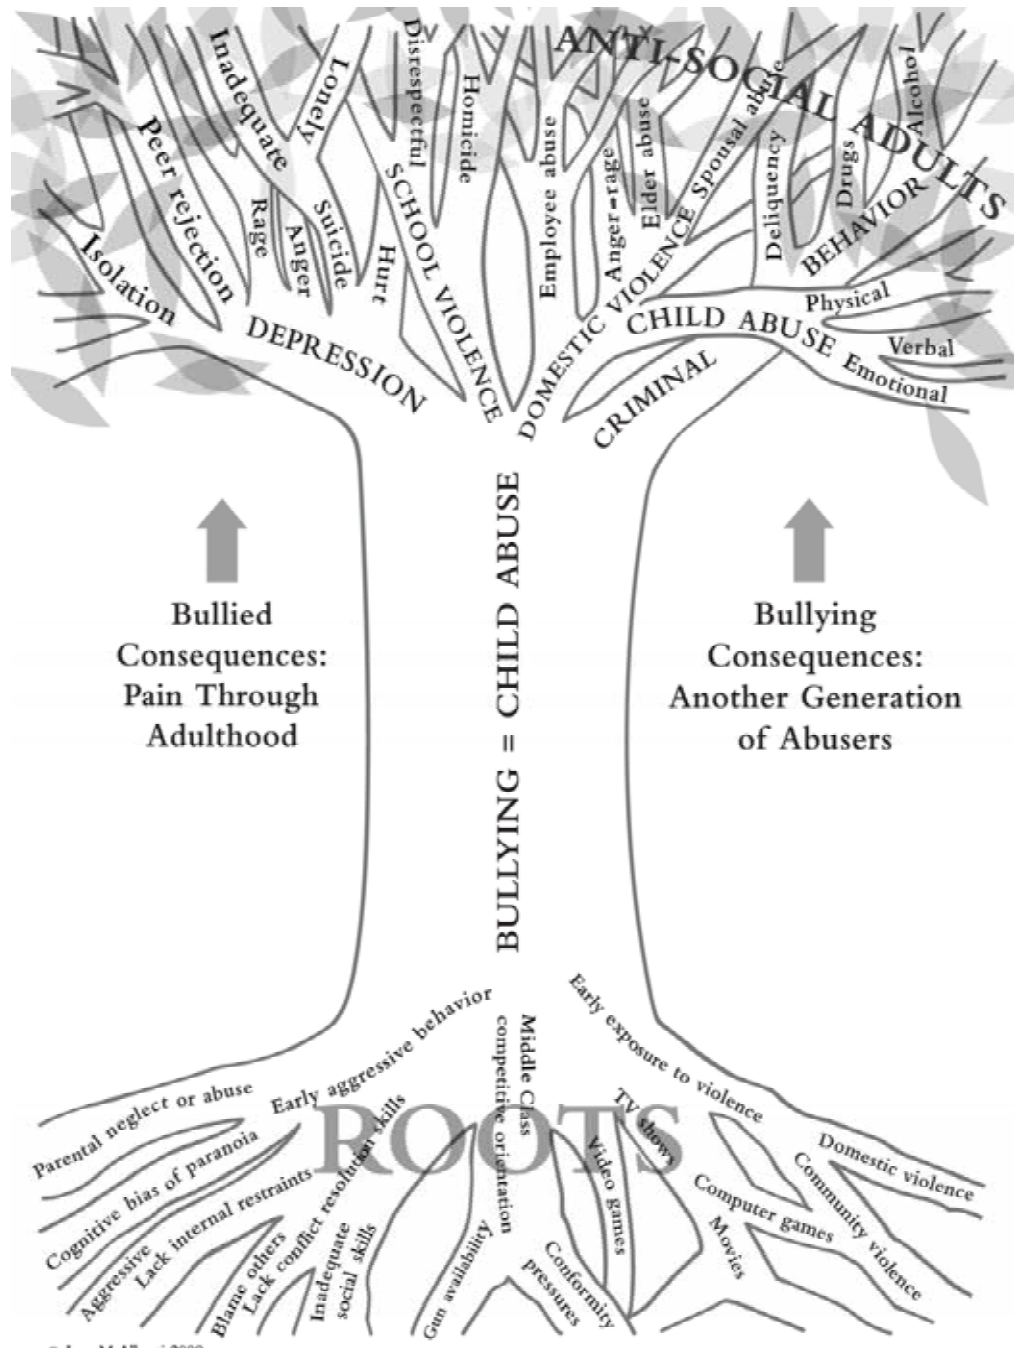 ANTI-SOCIAL ADULTS
Inadequate
Lonely
Disrespectful
Homicide
Peer rejection
Rage
Anger
Suicide
Hurt
Isolation
DEPRESSION
SCHOOL VIOLENCE
Employee abuse
Anger-rage
Elder abuse
Spousal abuse
DOMESTIC VIOLENCE
Deliquency
Drugs
Alcohol
BEHAVIOR
CRIMINAL
CHILD ABUSE
Physical
Verbal
Emotional
Bullied
Consequences:
Pain Through
Adulthood
BULLYING = CHILD ABUSE
Bullying
Consequences:
Another Generation
of Abusers
ROOTS
Early aggressive behavior
Parental neglect or abuse
Cognitive bias of paranoia
Aggressive
Lack internal restraints
Blame others
Lack conflict resolution skills
Inadequate
social skills
Middle Class
competitive orientation
Gun availability
Conformity
pressures
Early exposure to violence
TV shows
Video games
Computer games
Movies
Domestic violence
Community violence